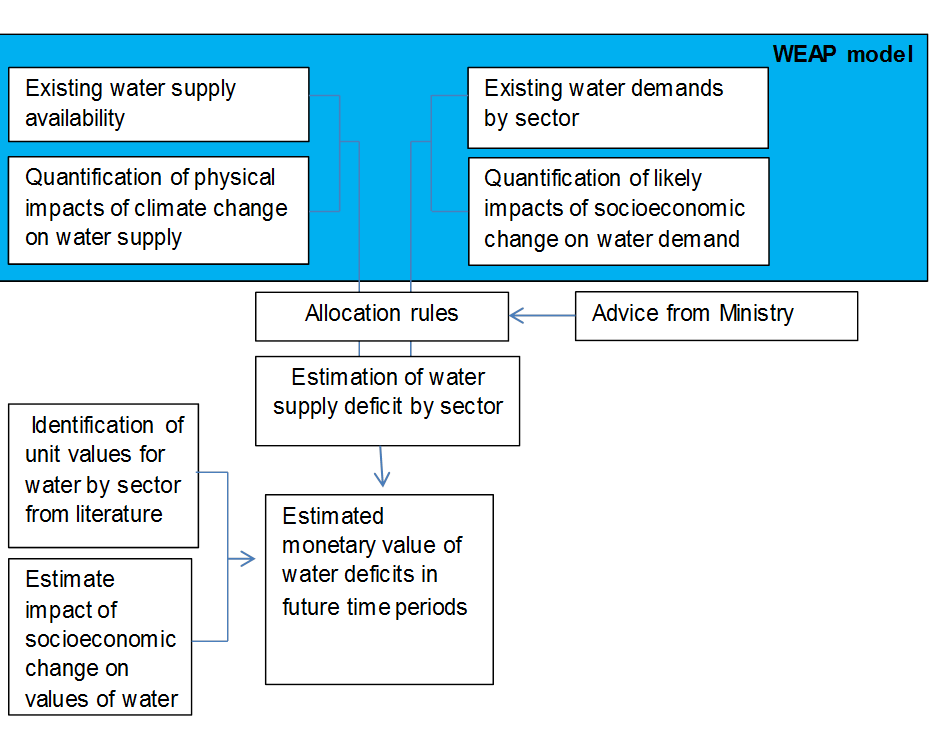 WEAP model
Existing water supply
availability
Existing water demands
by sector
Quantification of physical
impacts of climate change
on water supply
Quantification of likely
impacts of socioeconomic
change on water demand
Allocation rules
Advice from Ministry
Estimation of water
supply deficit by sector
Identification of
unit values for
water by sector
from literature
Estimated
monetary value of
water deficits in
future time periods
Estimate
impact of
socioeconomic
change on
values of water